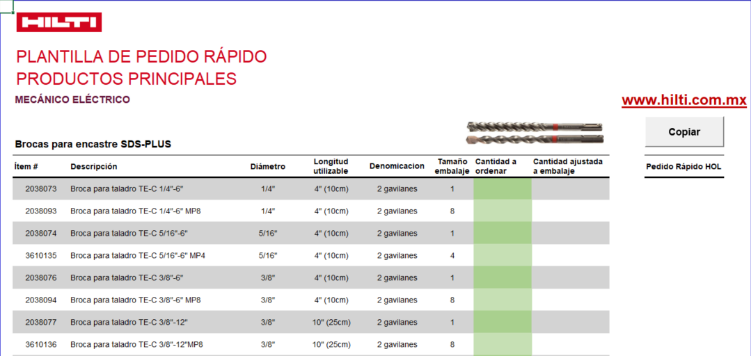 HILTI
PLANTILLA DE PEDIDO RÁPIDO
PRODUCTOS PRINCIPALES
MECÁNICO ELÉCTRICO
www.hilti.com.mx
Copiar
Brocas para encastre SDS-PLUS
Ítem # Descripción Diámetro Longitud utilizable Denomicacion Tamaño embalaje Cantidad a ordenar Cantidad ajustada a embalaje Pedido Rápido HOL
2038073 Broca para taladro TE-C 1/4"-6" 1/4" 4" (10cm) 2 gavilanes 1
2038093 Broca para taladro TE-C 1/4"-6" MP8 1/4" 4" (10cm) 2 gavilanes 8
2038074 Broca para taladro TE-C 5/16"-6" 5/16" 4" (10cm) 2 gavilanes 1
3610135 Broca para taladro TE-C 5/16"-6" MP4 5/16" 4" (10cm) 2 gavilanes 4
2038076 Broca para taladro TE-C 3/8"-6" 3/8" 4" (10cm) 2 gavilanes 1
2038094 Broca para taladro TE-C 3/8"-6" MP8 3/8" 4" (10cm) 2 gavilanes 8
2038077 Broca para taladro TE-C 3/8"-12" 3/8" 10" (25cm) 2 gavilanes 1
3610136 Broca para taladro TE-C 3/8"-12"MP8 3/8" 10" (25cm) 2 gavilanes 8